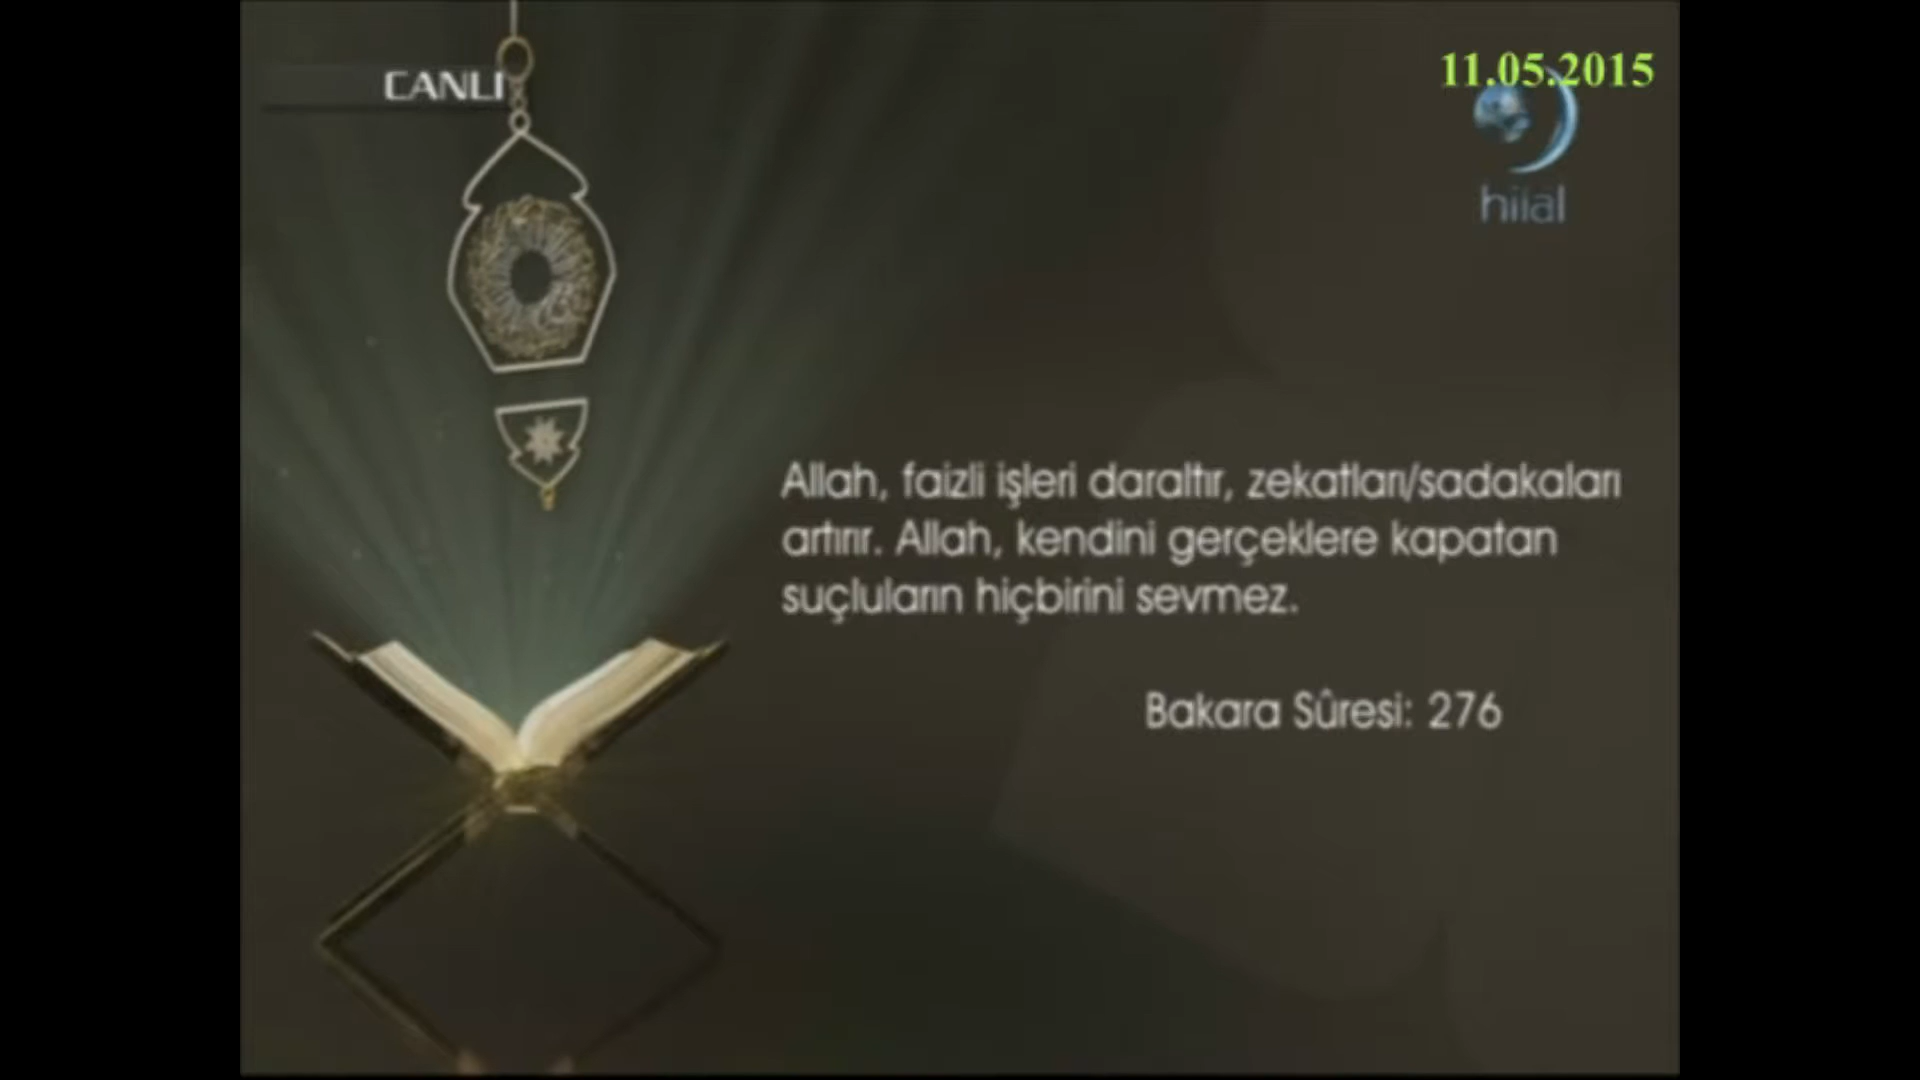 CANLI
11.05.2015
hilal
Allah, faizli işleri daraltır, zekatları/sadakaları
artırır. Allah, kendini gerçeklere kapatan
suçluların hiçbirini sevmez.
Bakara Sûresi: 276